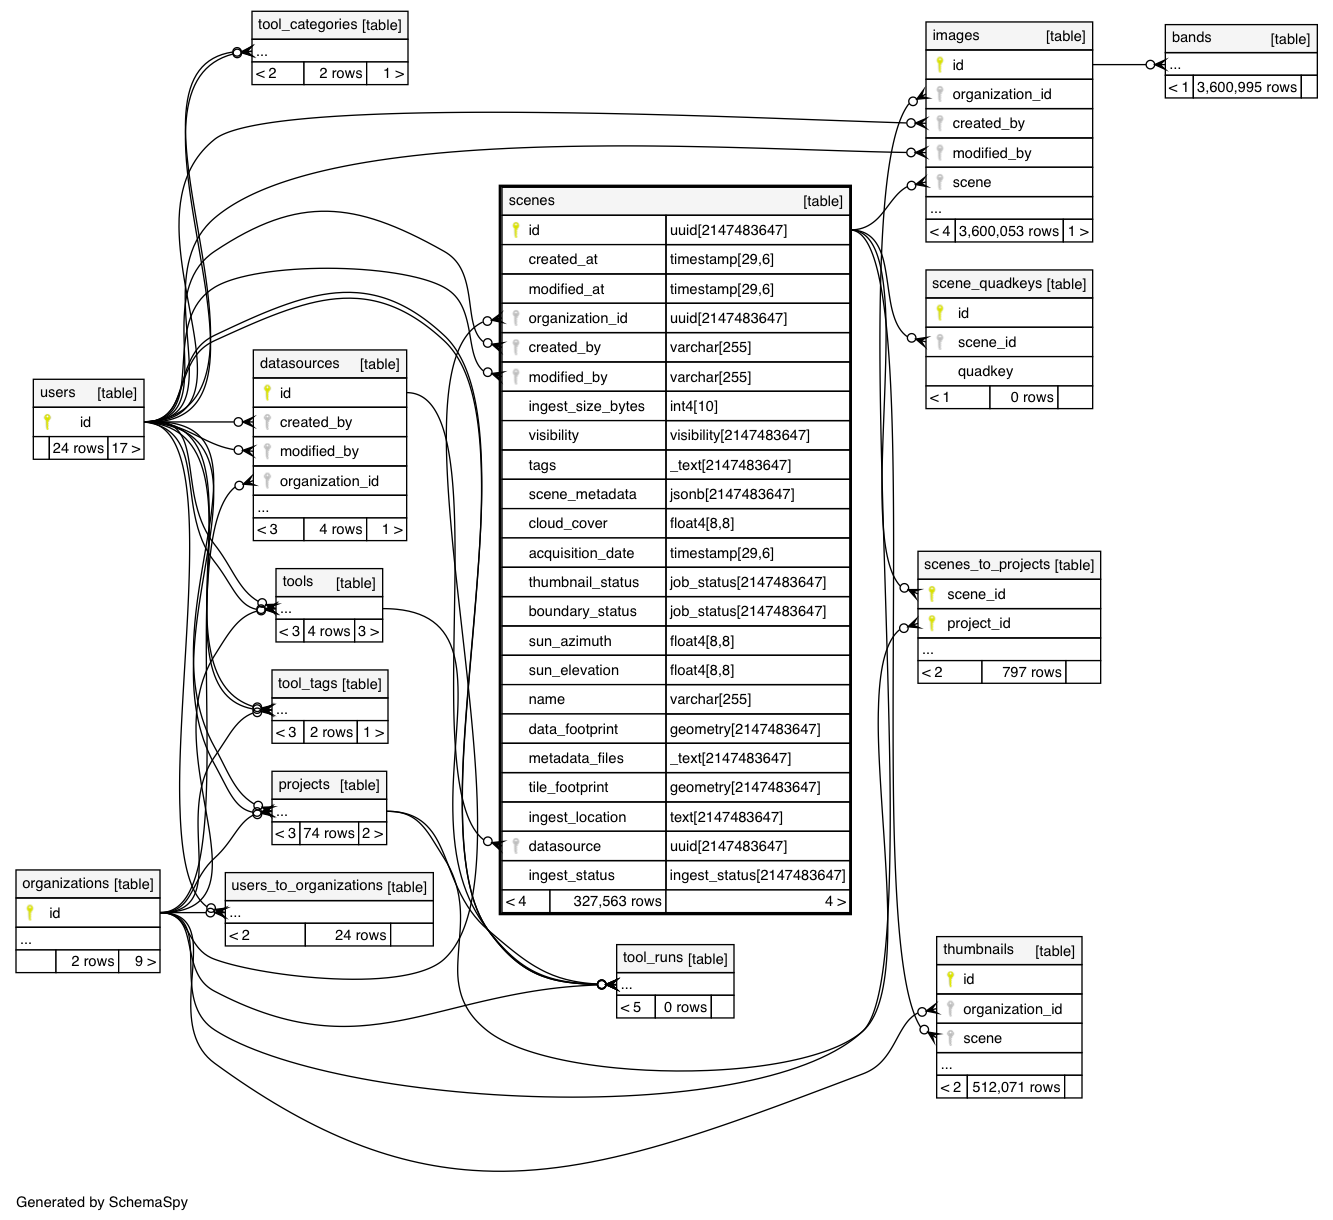 tool_categories [table]
...
< 2 2 rows 1 >
images [table]
id
organization_id
created_by
modified_by
scene
...
< 4 3,600,053 rows 1 >
bands [table]
...
< 1 3,600,995 rows
scenes [table]
id uuid[2147483647]
created_at timestamp[29,6]
modified_at timestamp[29,6]
organization_id uuid[2147483647]
created_by varchar[255]
modified_by varchar[255]
ingest_size_bytes int4[10]
visibility visibility[2147483647]
tags _text[2147483647]
scene_metadata jsonb[2147483647]
cloud_cover float4[8,8]
acquisition_date timestamp[29,6]
thumbnail_status job_status[2147483647]
boundary_status job_status[2147483647]
sun_azimuth float4[8,8]
sun_elevation float4[8,8]
name varchar[255]
data_footprint geometry[2147483647]
metadata_files _text[2147483647]
tile_footprint geometry[2147483647]
ingest_location text[2147483647]
datasource uuid[2147483647]
ingest_status ingest_status[2147483647]
< 4 327,563 rows 4 >
scene_quadkeys [table]
id
scene_id
quadkey
< 1 0 rows
users [table]
id
24 rows 17 >
datasources [table]
id
created_by
modified_by
organization_id
...
< 3 4 rows 1 >
tools [table]
...
< 3 4 rows 3 >
scenes_to_projects [table]
scene_id
project_id
...
< 2 797 rows
tool_tags [table]
...
< 3 2 rows 1 >
projects [table]
...
< 3 74 rows 2 >
organizations [table]
id
...
2 rows 9 >
users_to_organizations [table]
...
< 2 24 rows
tool_runs [table]
...
< 5 0 rows
thumbnails [table]
id
organization_id
scene
...
< 2 512,071 rows
Generated by SchemaSpy